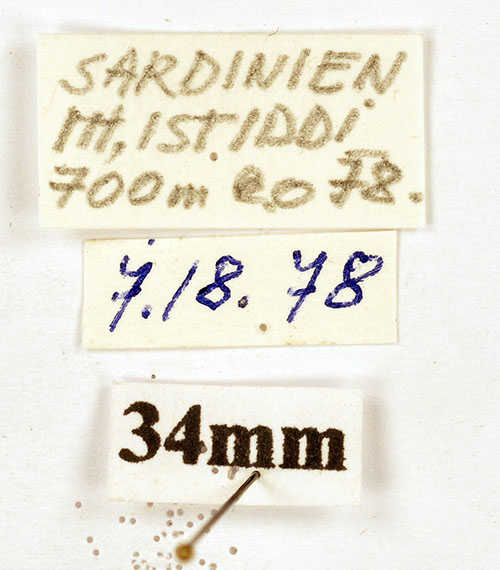 SARDINIEN
ISTIDDI
700m
7.18.78
34mm